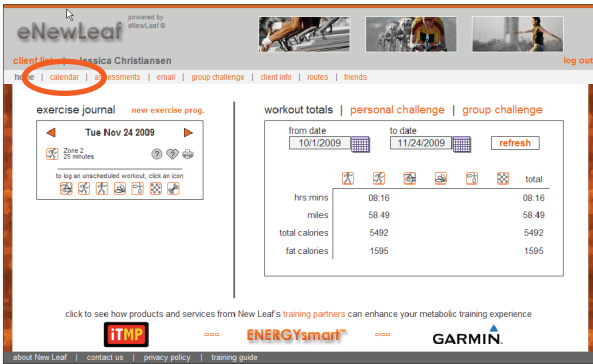 eNewLeaf
powered by
eNewLeaf®
client list Jessica Christiansen
log out
home | calendar | assessments | email | group challenge | client info | routes | friends
exercise journal new exercise prog.
Tue Nov 24 2009
Zone 2
25 minutes
to log an unscheduled workout, click an icon
workout totals | personal challenge | group challenge
from date to date
10/1/2009 11/24/2009 refresh
total
hrs:mins 08:16 08:16
miles 58.49 58.49
total calories 5492 5492
fat calories 1595 1595
click to see how products and services from New Leaf's training partners can enhance your metabolic training experience
iTMP ENERGYsmart™ GARMIN.
about New Leaf | contact us | privacy policy | training guide